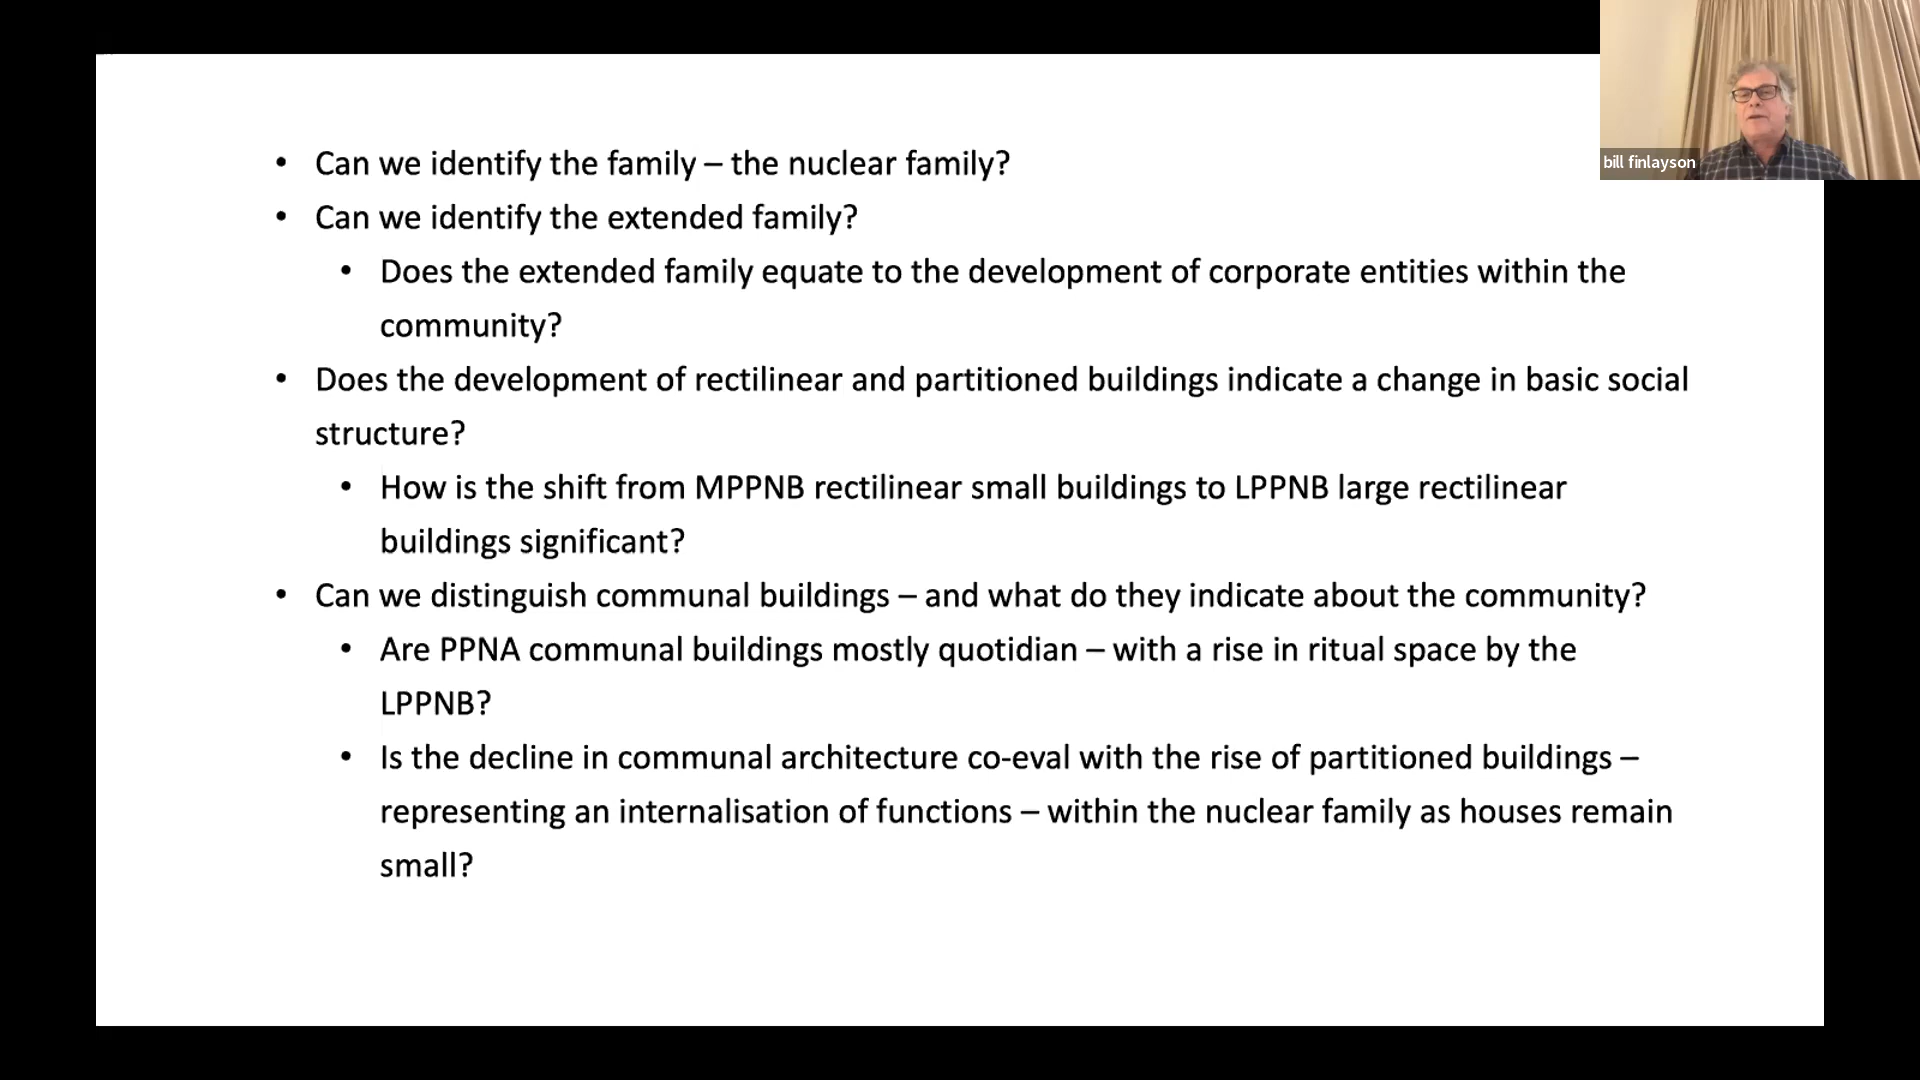 • Can we identify the family – the nuclear family?
• Can we identify the extended family?
• Does the extended family equate to the development of corporate entities within the
community?
• Does the development of rectilinear and partitioned buildings indicate a change in basic social
structure?
• How is the shift from MPPNB rectilinear small buildings to LPPNB large rectilinear
buildings significant?
• Can we distinguish communal buildings – and what do they indicate about the community?
• Are PPNA communal buildings mostly quotidian – with a rise in ritual space by the
LPPNB?
• Is the decline in communal architecture co-eval with the rise of partitioned buildings –
representing an internalisation of functions – within the nuclear family as houses remain
small?
bill finlayson